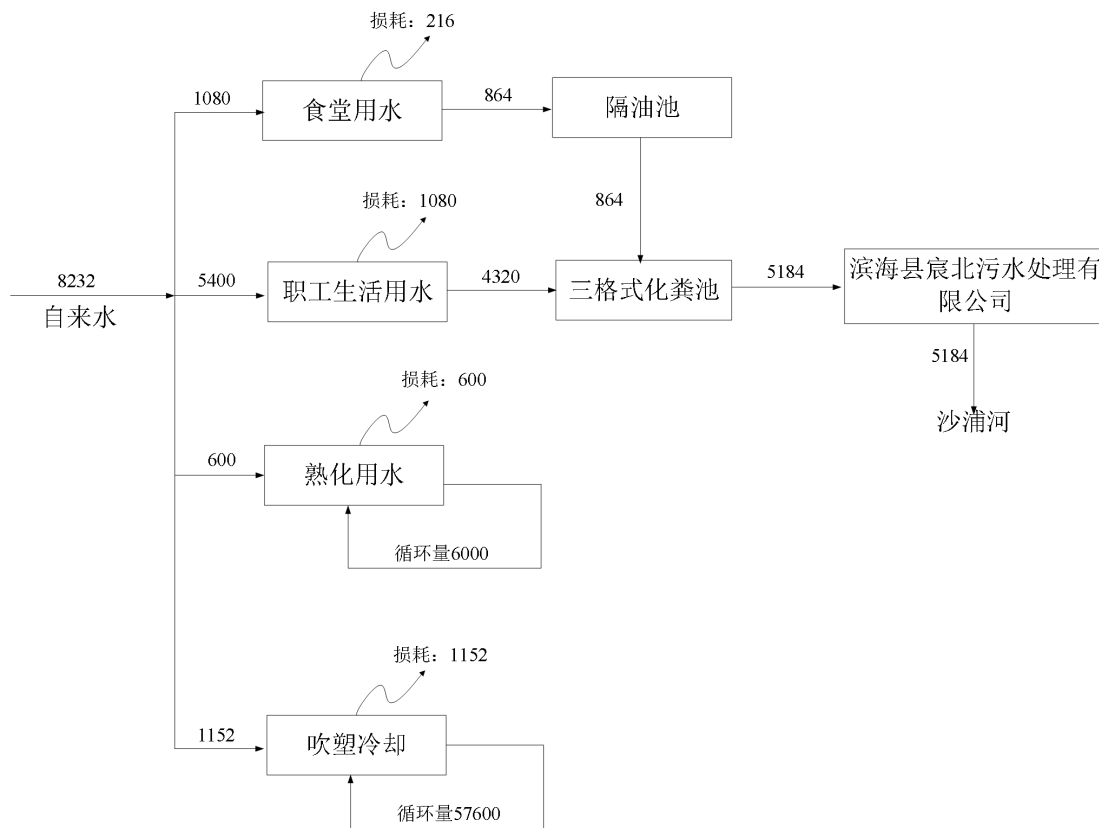 损耗：216
1080
食堂用水
864
隔油池
损耗：1080
864
8232
自来水
5400
职工生活用水
4320
三格式化粪池
5184
滨海县宸北污水处理有
限公司
5184
沙浦河
损耗：600
600
熟化用水
循环量6000
损耗：1152
1152
吹塑冷却
循环量57600